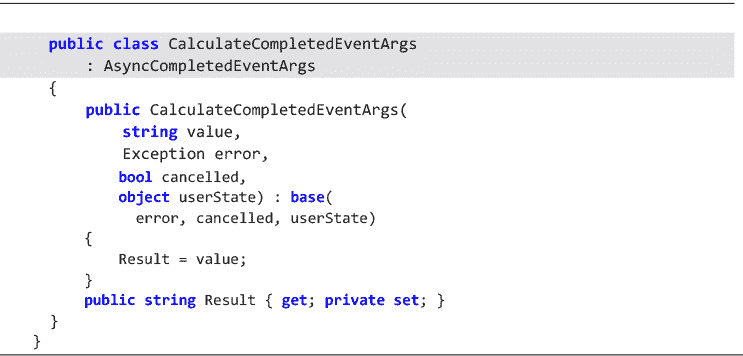 public class CalculateCompletedEventArgs
: AsyncCompletedEventArgs
{
public CalculateCompletedEventArgs(
string value,
Exception error,
bool cancelled,
object userState) : base(
error, cancelled, userState)
{
Result = value;
}
public string Result { get; private set; }
}
}